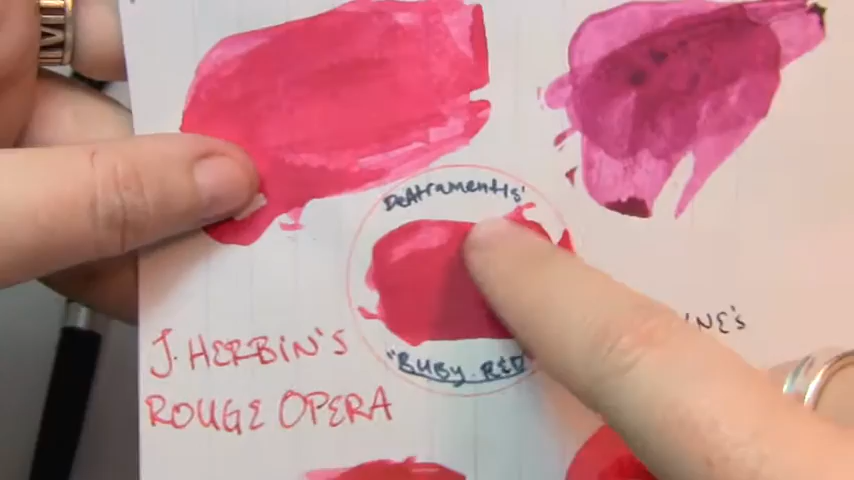 DeAtramentis'
"RUBY RED
J. HERBIN'S
ROUGE OPERA